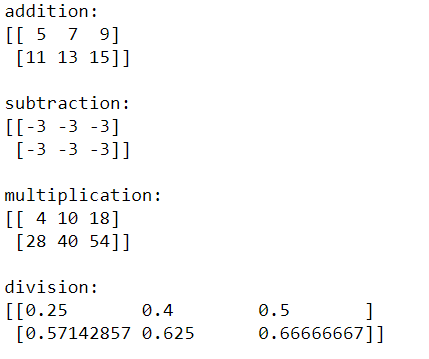 addition:
[[ 5  7  9]
 [11 13 15]]

subtraction:
[[-3 -3 -3]
 [-3 -3 -3]]

multiplication:
[[ 4 10 18]
 [28 40 54]]

division:
[[0.25       0.4        0.5       ]
 [0.57142857 0.625      0.66666667]]